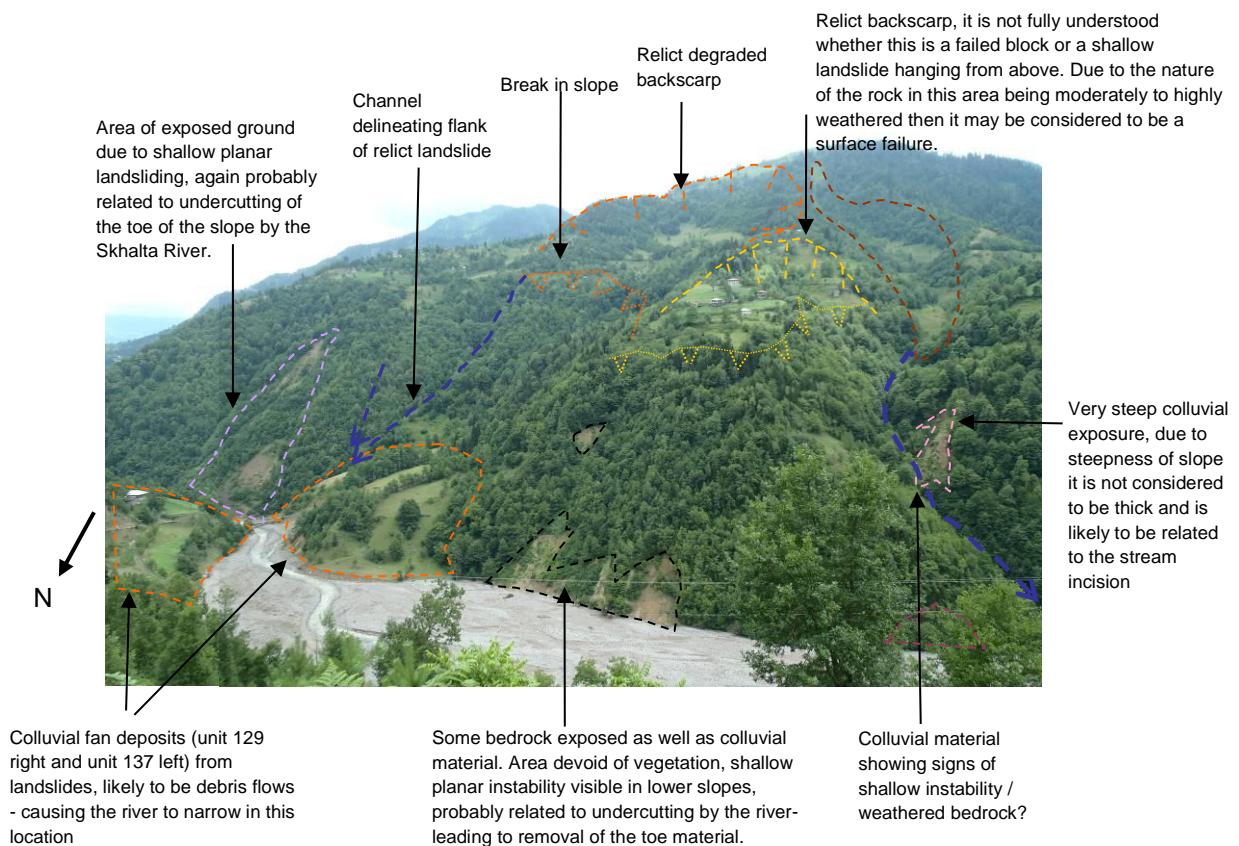 Relict backscarp, it is not fully understood
whether this is a failed block or a shallow
landslide hanging from above. Due to the nature
of the rock in this area being moderately to highly
weathered then it may be considered to be a
surface failure.
Relict degraded
backscarp
Break in slope
Channel
delineating flank
of relict landslide
Area of exposed ground
due to shallow planar
landsliding, again probably
related to undercutting of
the toe of the slope by the
Skhalta River.
Very steep colluvial
exposure, due to
steepness of slope
it is not considered
to be thick and is
likely to be related
to the stream
incision
N
Colluvial fan deposits (unit 129
right and unit 137 left) from
landslides, likely to be debris flows
- causing the river to narrow in this
location
Some bedrock exposed as well as colluvial
material. Area devoid of vegetation, shallow
planar instability visible in lower slopes,
probably related to undercutting by the river-
leading to removal of the toe material.
Colluvial material
showing signs of
shallow instability /
weathered bedrock?